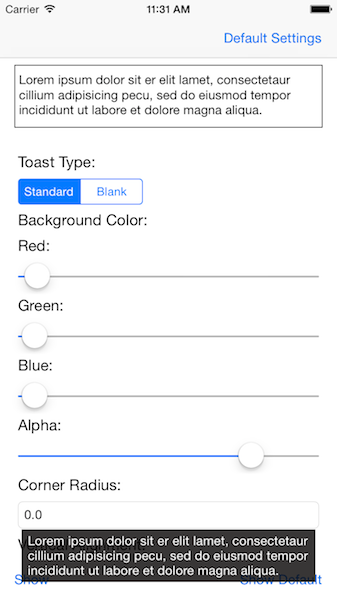 Carrier 11:31 AM
Default Settings
Lorem ipsum dolor sit er elit lamet, consectetaur
cillium adipisicing pecu, sed do eiusmod tempor
incididunt ut labore et dolore magna aliqua.
Toast Type:
Standard Blank
Background Color:
Red:
Green:
Blue:
Alpha:
Corner Radius:
0.0
Lorem ipsum dolor sit er elit lamet, consectetaur
cillium adipisicing pecu, sed do eiusmod tempor
incididunt ut labore et dolore magna aliqua.
Show Show Default